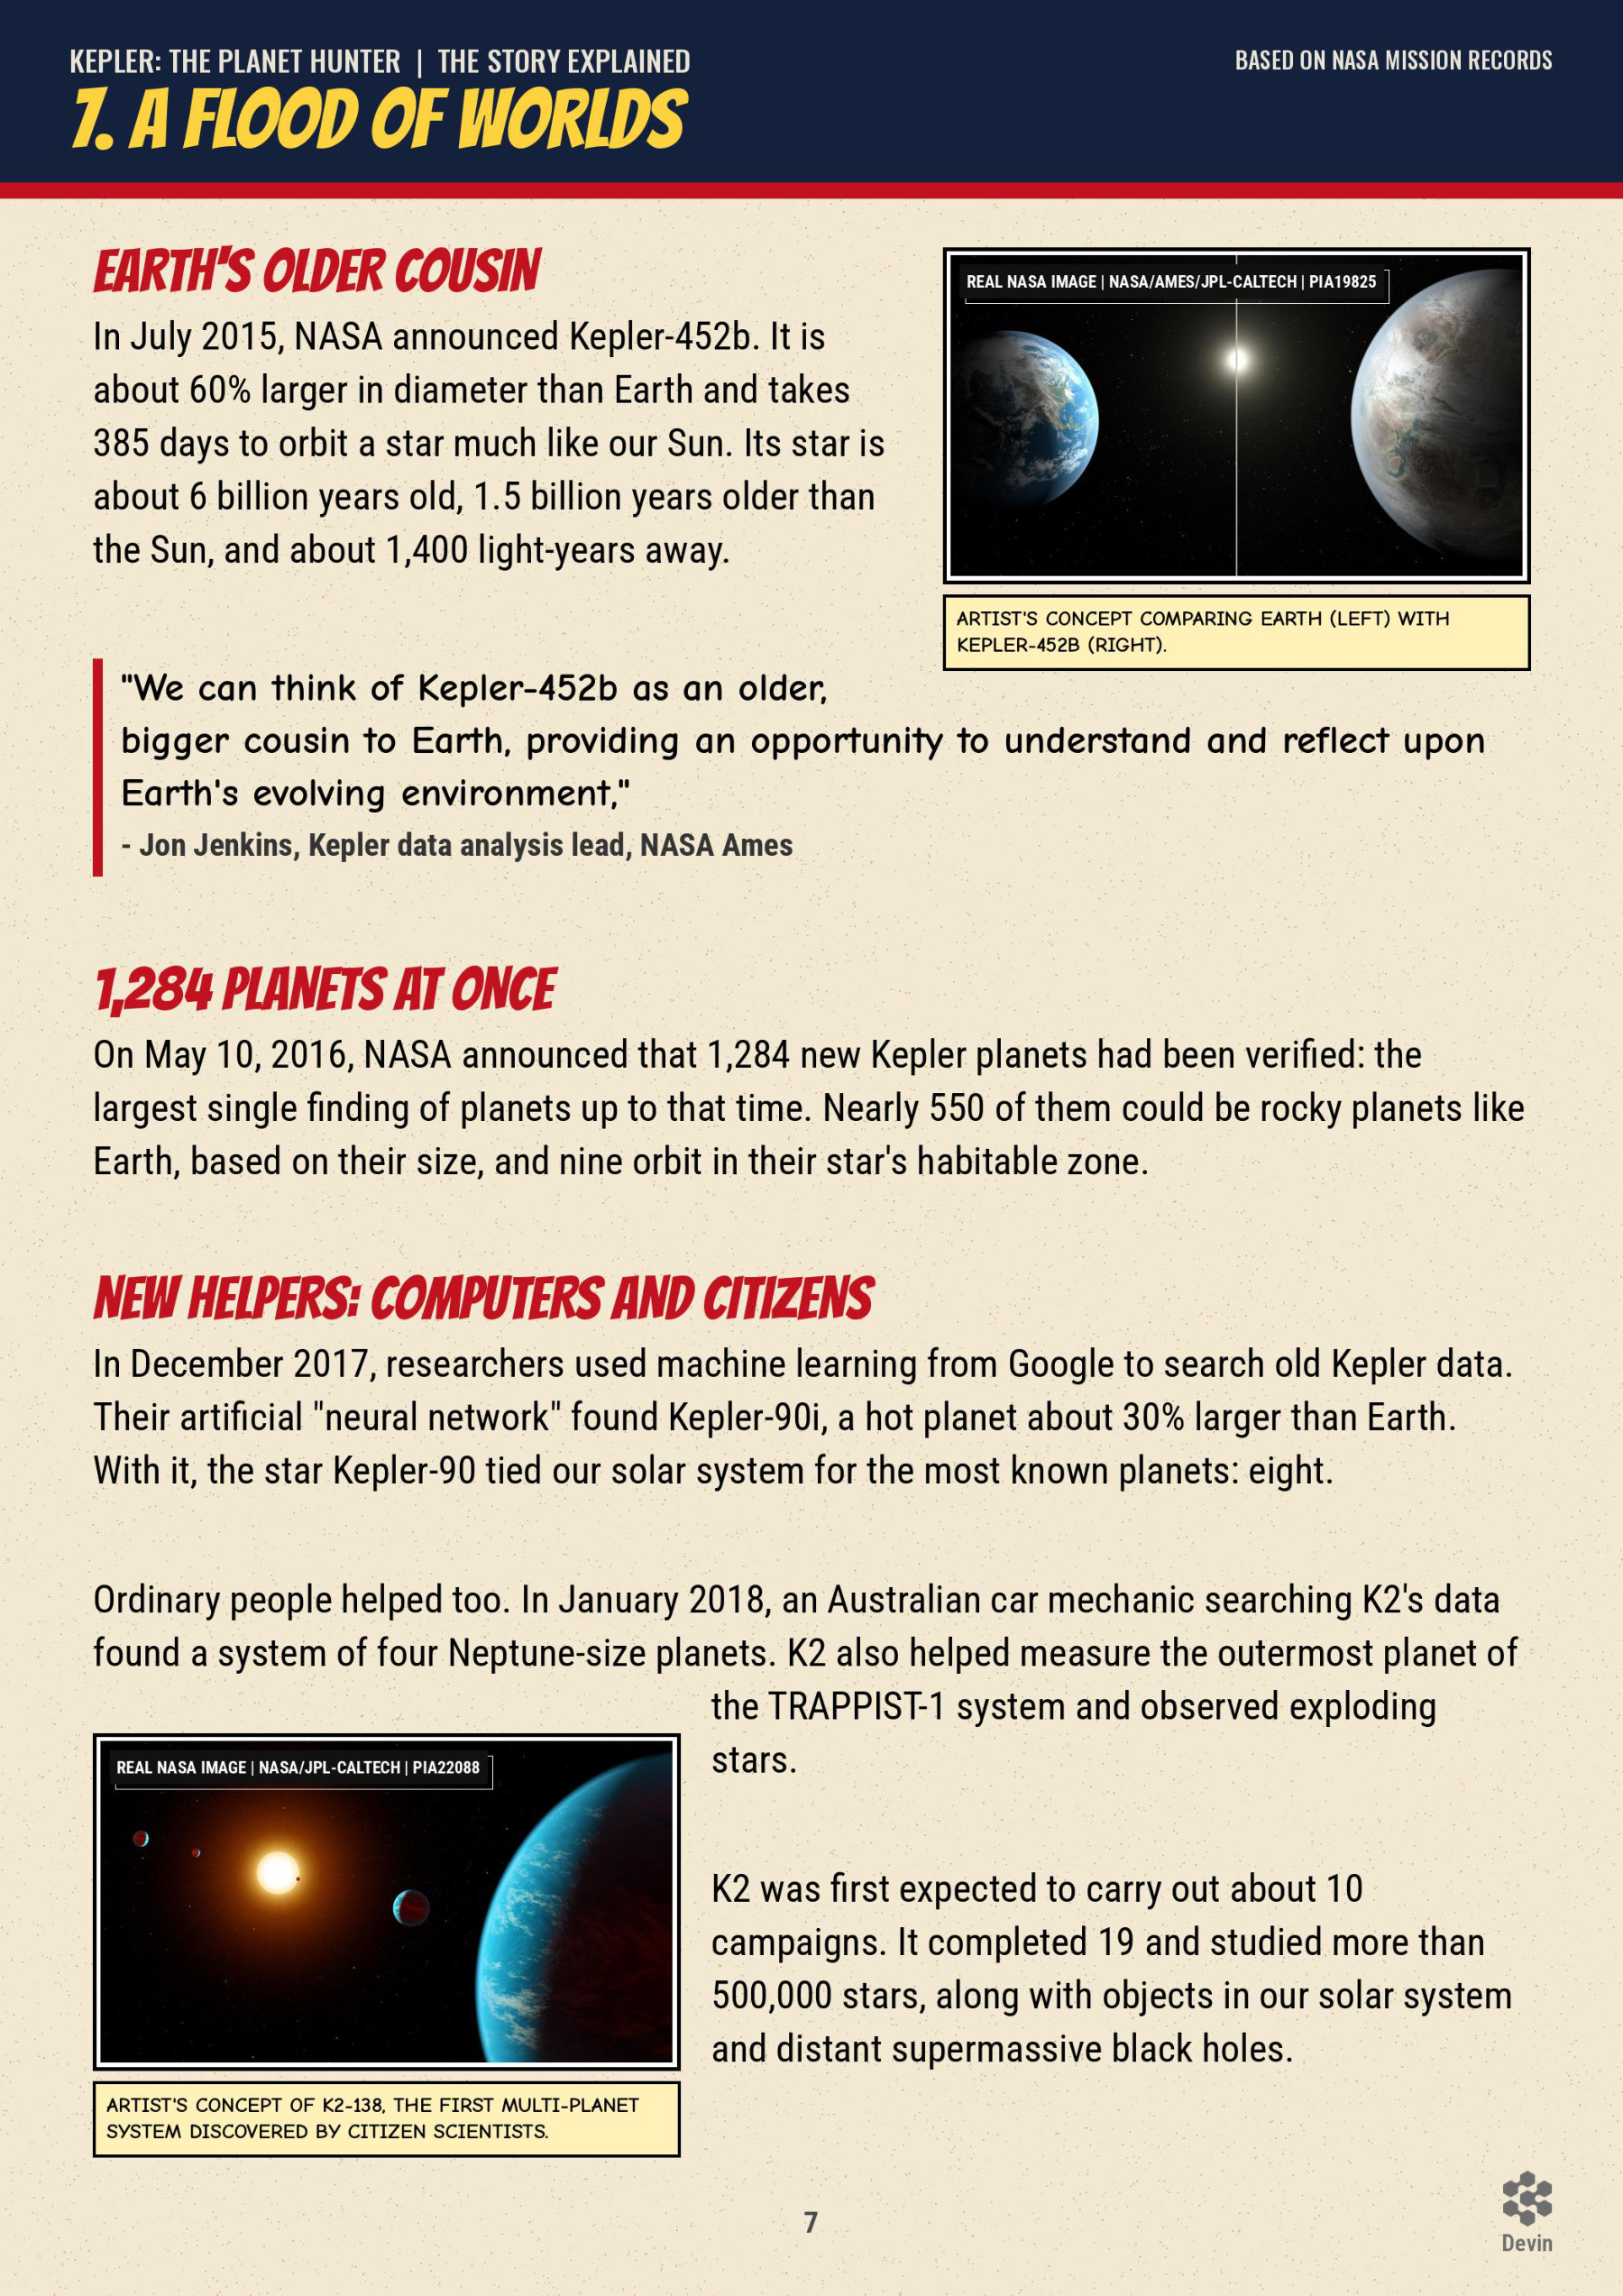 KEPLER: THE PLANET HUNTER | THE STORY EXPLAINED
BASED ON NASA MISSION RECORDS
7. A FLOOD OF WORLDS
EARTH'S OLDER COUSIN
In July 2015, NASA announced Kepler-452b. It is
about 60% larger in diameter than Earth and takes
385 days to orbit a star much like our Sun. Its star is
about 6 billion years old, 1.5 billion years older than
the Sun, and about 1,400 light-years away.
REAL NASA IMAGE | NASA/AMES/JPL-CALTECH | PIA19825
ARTIST'S CONCEPT COMPARING EARTH (LEFT) WITH
KEPLER-452B (RIGHT).
"We can think of Kepler-452b as an older,
bigger cousin to Earth, providing an opportunity to understand and reflect upon
Earth's evolving environment,"
- Jon Jenkins, Kepler data analysis lead, NASA Ames
1,284 PLANETS AT ONCE
On May 10, 2016, NASA announced that 1,284 new Kepler planets had been verified: the
largest single finding of planets up to that time. Nearly 550 of them could be rocky planets like
Earth, based on their size, and nine orbit in their star's habitable zone.
NEW HELPERS: COMPUTERS AND CITIZENS
In December 2017, researchers used machine learning from Google to search old Kepler data.
Their artificial "neural network" found Kepler-90i, a hot planet about 30% larger than Earth.
With it, the star Kepler-90 tied our solar system for the most known planets: eight.
Ordinary people helped too. In January 2018, an Australian car mechanic searching K2's data
found a system of four Neptune-size planets. K2 also helped measure the outermost planet of
the TRAPPIST-1 system and observed exploding
stars.
REAL NASA IMAGE | NASA/JPL-CALTECH | PIA22088
ARTIST'S CONCEPT OF K2-138, THE FIRST MULTI-PLANET
SYSTEM DISCOVERED BY CITIZEN SCIENTISTS.
K2 was first expected to carry out about 10
campaigns. It completed 19 and studied more than
500,000 stars, along with objects in our solar system
and distant supermassive black holes.
7
Devin